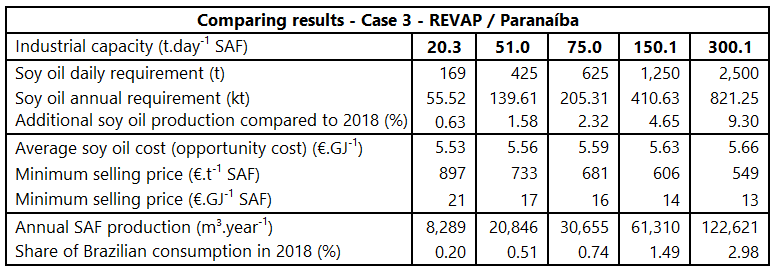 Comparing results - Case 3 - REVAP / Paranaíba
Industrial capacity (t.day⁻¹ SAF) 20.3 51.0 75.0 150.1 300.1
Soy oil daily requirement (t) 169 425 625 1,250 2,500
Soy oil annual requirement (kt) 55.52 139.61 205.31 410.63 821.25
Additional soy oil production compared to 2018 (%) 0.63 1.58 2.32 4.65 9.30
Average soy oil cost (opportunity cost) (€.GJ⁻¹) 5.53 5.56 5.59 5.63 5.66
Minimum selling price (€.t⁻¹ SAF) 897 733 681 606 549
Minimum selling price (€.GJ⁻¹ SAF) 21 17 16 14 13
Annual SAF production (m³.year⁻¹) 8,289 20,846 30,655 61,310 122,621
Share of Brazilian consumption in 2018 (%) 0.20 0.51 0.74 1.49 2.98